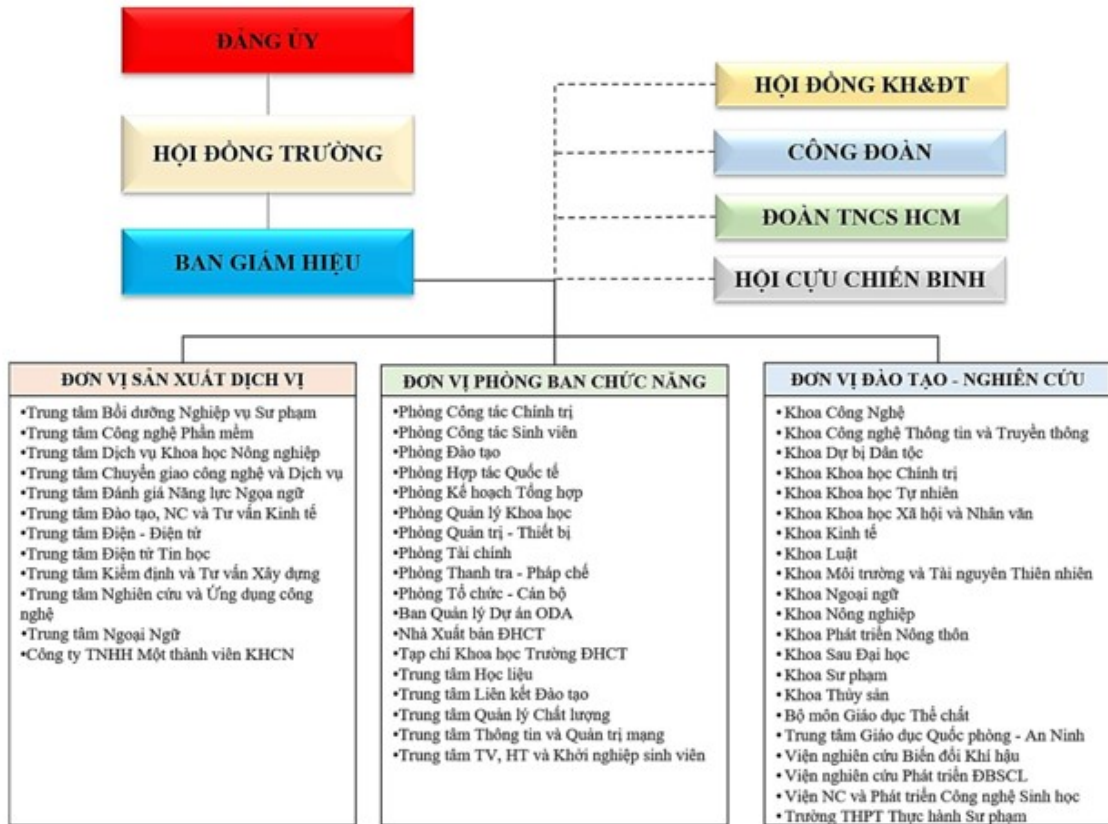 ĐẢNG ỦY
HỘI ĐỒNG TRƯỜNG
BAN GIÁM HIỆU
HỘI ĐỒNG KH&ĐT
CÔNG ĐOÀN
ĐOÀN TNCS HCM
HỘI CỰU CHIẾN BINH
ĐƠN VỊ SẢN XUẤT DỊCH VỊ
•Trung tâm Bồi dưỡng Nghiệp vụ Sư phạm
•Trung tâm Công nghệ Phần mềm
•Trung tâm Dịch vụ Khoa học Nông nghiệp
•Trung tâm Chuyển giao công nghệ và Dịch vụ
•Trung tâm Đánh giá Năng lực Ngọa ngữ
•Trung tâm Đào tạo, NC và Tư vấn Kinh tế
•Trung tâm Điện - Điện tử
•Trung tâm Điện tử Tin học
•Trung tâm Kiểm định và Tư vấn Xây dựng
•Trung tâm Nghiên cứu và Ứng dụng công
nghệ
•Trung tâm Ngoại Ngữ
•Công ty TNHH Một thành viên KHCN
ĐƠN VỊ PHÒNG BAN CHỨC NĂNG
•Phòng Công tác Chính trị
•Phòng Công tác Sinh viên
•Phòng Đào tạo
•Phòng Hợp tác Quốc tế
•Phòng Kế hoạch Tổng hợp
•Phòng Quản lý Khoa học
•Phòng Quản trị - Thiết bị
•Phòng Tài chính
•Phòng Thanh tra - Pháp chế
•Phòng Tổ chức - Cán bộ
•Ban Quản lý Dự án ODA
•Nhà Xuất bản ĐHCT
•Tạp chí Khoa học Trường ĐHCT
•Trung tâm Học liệu
•Trung tâm Liên kết Đào tạo
•Trung tâm Quản lý Chất lượng
•Trung tâm Thông tin và Quản trị mạng
•Trung tâm TV, HT và Khởi nghiệp sinh viên
ĐƠN VỊ ĐÀO TẠO - NGHIÊN CỨU
• Khoa Công Nghệ
• Khoa Công nghệ Thông tin và Truyền thông
• Khoa Dự bị Dân tộc
• Khoa Khoa học Chính trị
• Khoa Khoa học Tự nhiên
• Khoa Khoa học Xã hội và Nhân văn
• Khoa Kinh tế
• Khoa Luật
• Khoa Môi trường và Tài nguyên Thiên nhiên
• Khoa Ngoại ngữ
• Khoa Nông nghiệp
• Khoa Phát triển Nông thôn
• Khoa Sau Đại học
• Khoa Sư phạm
• Khoa Thủy sản
• Bộ môn Giáo dục Thể chất
• Trung tâm Giáo dục Quốc phòng - An Ninh
• Viện nghiên cứu Biến đổi Khí hậu
• Viện nghiên cứu Phát triển ĐBSCL
• Viện NC và Phát triển Công nghệ Sinh học
• Trường THPT Thực hành Sư phạm